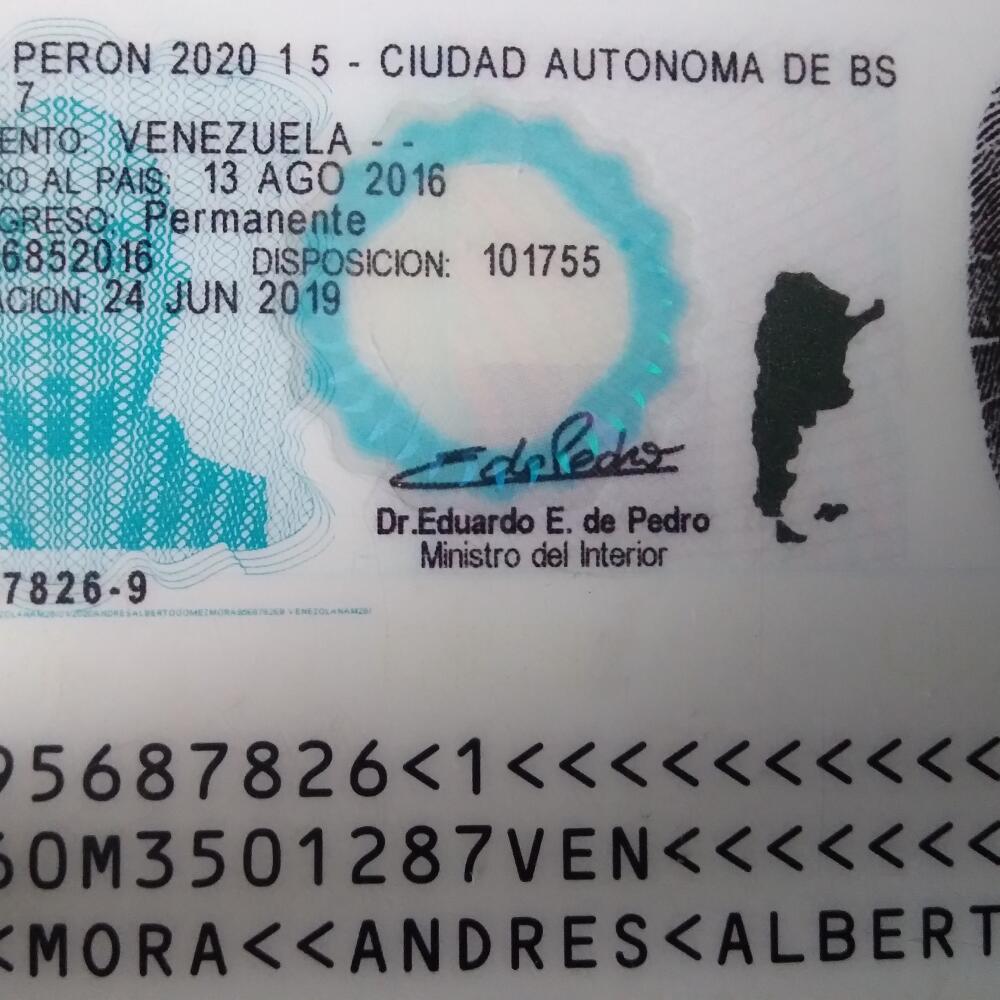 PERON 2020 1 5 - CIUDAD AUTONOMA DE BS
7
ENTO: VENEZUELA - -
SO AL PAIS: 13 AGO 2016
GRESO: Permanente
6852016 DISPOSICION: 101755
ACION: 24 JUN 2019
Dr.Eduardo E. de Pedro
Ministro del Interior
7826-9
95687826<1<<<<<<<<<<
60M3501287VEN<<<<<<<
<MORA<<ANDRES<ALBERT